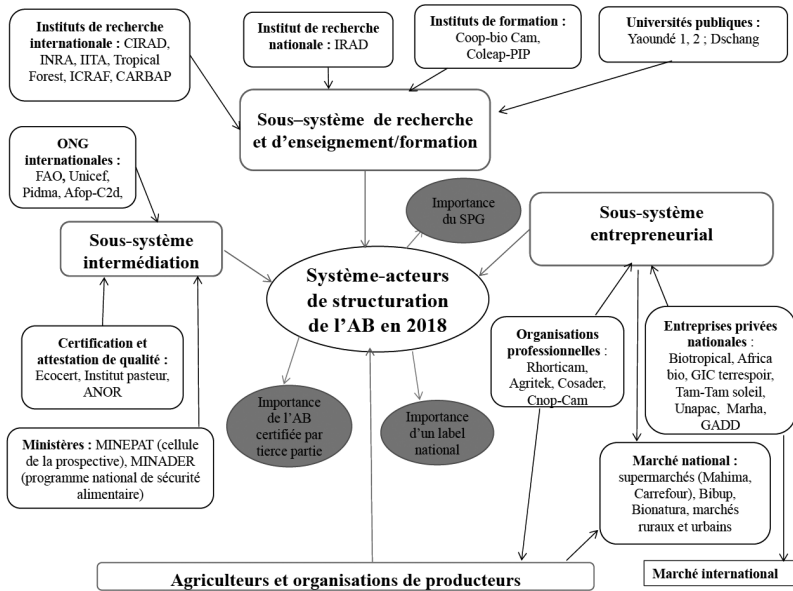 Instituts de recherche
internationale : CIRAD,
INRA, IITA, Tropical
Forest, ICRAF, CARBAP
Institut de recherche
nationale : IRAD
Instituts de formation :
Coop-bio Cam,
Coleap-PIP
Universités publiques :
Yaoundé 1, 2 ; Dschang
Sous–système de recherche
et d’enseignement/formation
ONG
internationales :
FAO, Unicef,
Pidma, Afop-C2d,
Importance
du SPG
Sous-système
intermédiation
Sous-système
entrepreneurial
Système-acteurs
de structuration
de l’AB en 2018
Certification et
attestation de qualité :
Ecocert, Institut pasteur,
ANOR
Organisations
professionnelles :
Rhorticam,
Agritek, Cosader,
Cnop-Cam
Entreprises privées
nationales :
Biotropical, Africa
bio, GIC terrespoir,
Tam-Tam soleil,
Unapac, Marha,
GADD
Importance
de l’AB
certifiée par
tierce partie
Importance
d’un label
national
Ministères : MINEPAT (cellule
de la prospective), MINADER
(programme national de sécurité
alimentaire)
Marché national :
supermarchés (Mahima,
Carrefour), Bibup,
Bionatura, marchés
ruraux et urbains
Agriculteurs et organisations de producteurs
Marché international